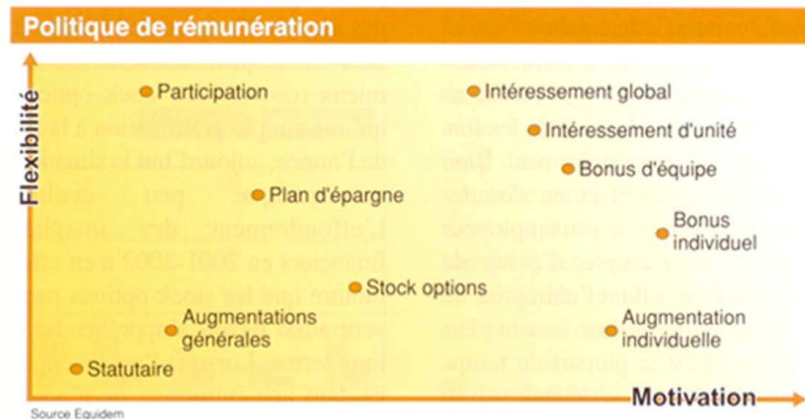 Politique de rémunération
Flexibilité
Participation
Intéressement global
Intéressement d'unité
Bonus d'équipe
Plan d'épargne
Bonus
individuel
Stock options
Augmentations
générales
Augmentation
individuelle
Statutaire
Motivation
Source Equidem